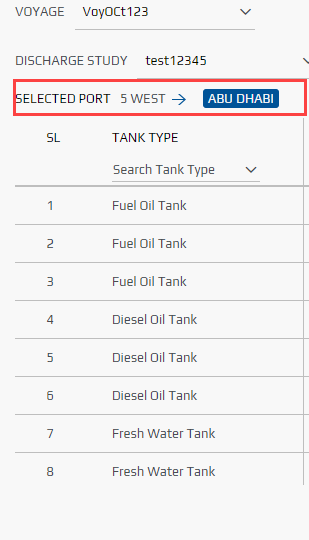 VOYAGE VoyOCt123
DISCHARGE STUDY test12345
SELECTED PORT 5 WEST → ABU DHABI
SL TANK TYPE
Search Tank Type
1 Fuel Oil Tank
2 Fuel Oil Tank
3 Fuel Oil Tank
4 Diesel Oil Tank
5 Diesel Oil Tank
6 Diesel Oil Tank
7 Fresh Water Tank
8 Fresh Water Tank